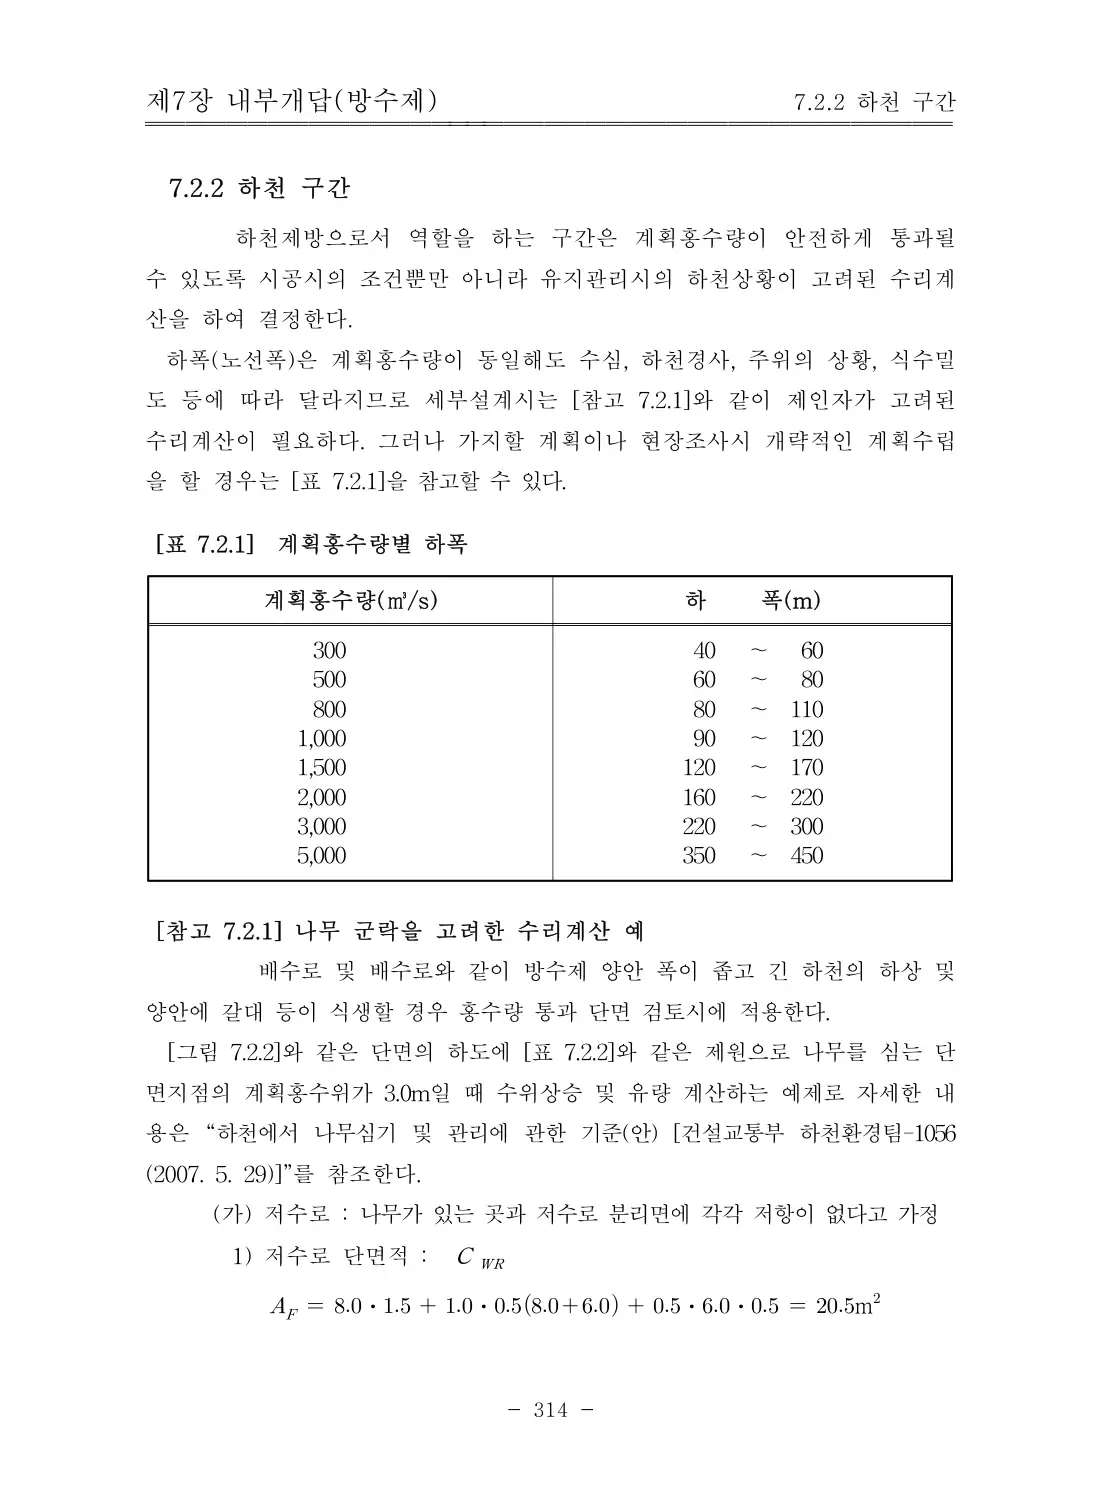 제7장 내부개답(방수제) 7.2.2 하천 구간
7.2.2 하천 구간
하천제방으로서 역할을 하는 구간은 계획홍수량이 안전하게 통과될
수 있도록 시공시의 조건뿐만 아니라 유지관리시의 하천상황이 고려된 수리계
산을 하여 결정한다.
하폭(노선폭)은 계획홍수량이 동일해도 수심, 하천경사, 주위의 상황, 식수밀
도 등에 따라 달라지므로 세부설계시는 [참고 7.2.1]와 같이 제인자가 고려된
수리계산이 필요하다. 그러나 가지할 계획이나 현장조사시 개략적인 계획수립
을 할 경우는 [표 7.2.1]을 참고할 수 있다.
[표 7.2.1] 계획홍수량별 하폭
계획홍수량(㎥/s) 하 폭(m)
300 40 ~ 60
500 60 ~ 80
800 80 ~ 110
1,000 90 ~ 120
1,500 120 ~ 170
2,000 160 ~ 220
3,000 220 ~ 300
5,000 350 ~ 450
[참고 7.2.1] 나무 군락을 고려한 수리계산 예
배수로 및 배수로와 같이 방수제 양안 폭이 좁고 긴 하천의 하상 및
양안에 갈대 등이 식생할 경우 홍수량 통과 단면 검토시에 적용한다.
[그림 7.2.2]와 같은 단면의 하도에 [표 7.2.2]와 같은 제원으로 나무를 심는 단
면지점의 계획홍수위가 3.0m일 때 수위상승 및 유량 계산하는 예제로 자세한 내
용은 “하천에서 나무심기 및 관리에 관한 기준(안) [건설교통부 하천환경팀-1056
(2007. 5. 29)]”를 참조한다.
(가) 저수로 : 나무가 있는 곳과 저수로 분리면에 각각 저항이 없다고 가정
1) 저수로 단면적 : C WR
A_F = 8.0·1.5 + 1.0·0.5(8.0+6.0) + 0.5·6.0·0.5 = 20.5m²
- 314 -